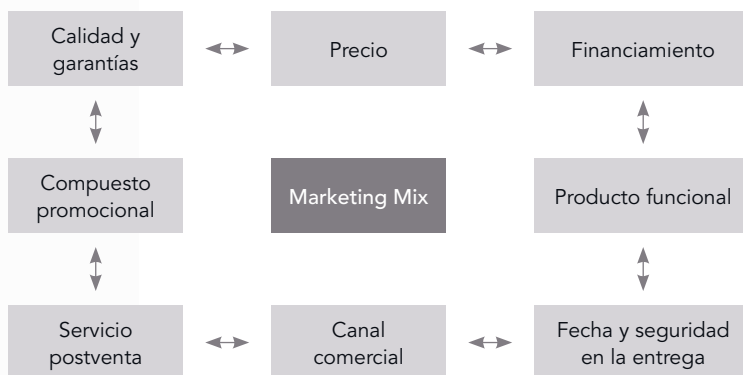 Calidad y
garantías
Precio
Financiamiento
Compuesto
promocional
Marketing Mix
Producto funcional
Servicio
postventa
Canal
comercial
Fecha y seguridad
en la entrega